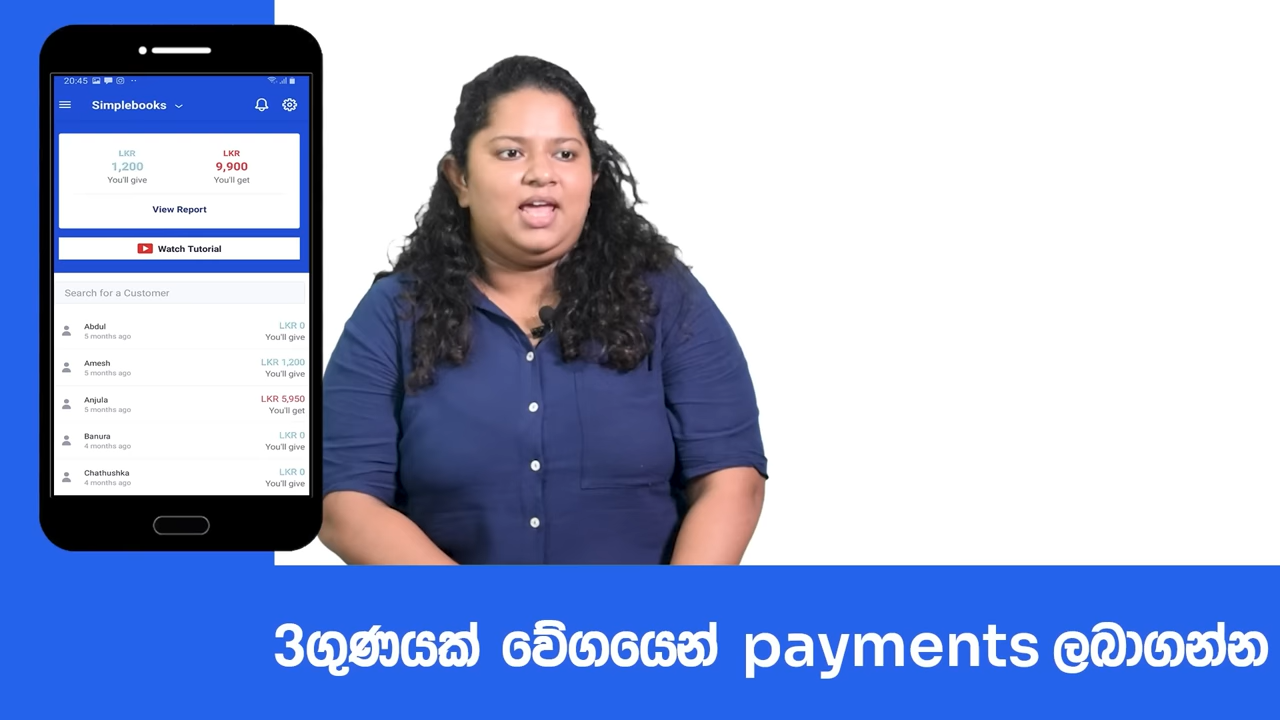 20:45
Simplebooks
LKR LKR
1,200 9,900
You'll give You'll get
View Report
Watch Tutorial
Search for a Customer
Abdul LKR 0
5 months ago You'll give
Amesh LKR 1,200
5 months ago You'll give
Anjula LKR 5,950
5 months ago You'll get
Banura LKR 0
4 months ago You'll give
Chathushka LKR 0
4 months ago You'll give
3ගුණයක් වේගයෙන් payments ලබාගන්න